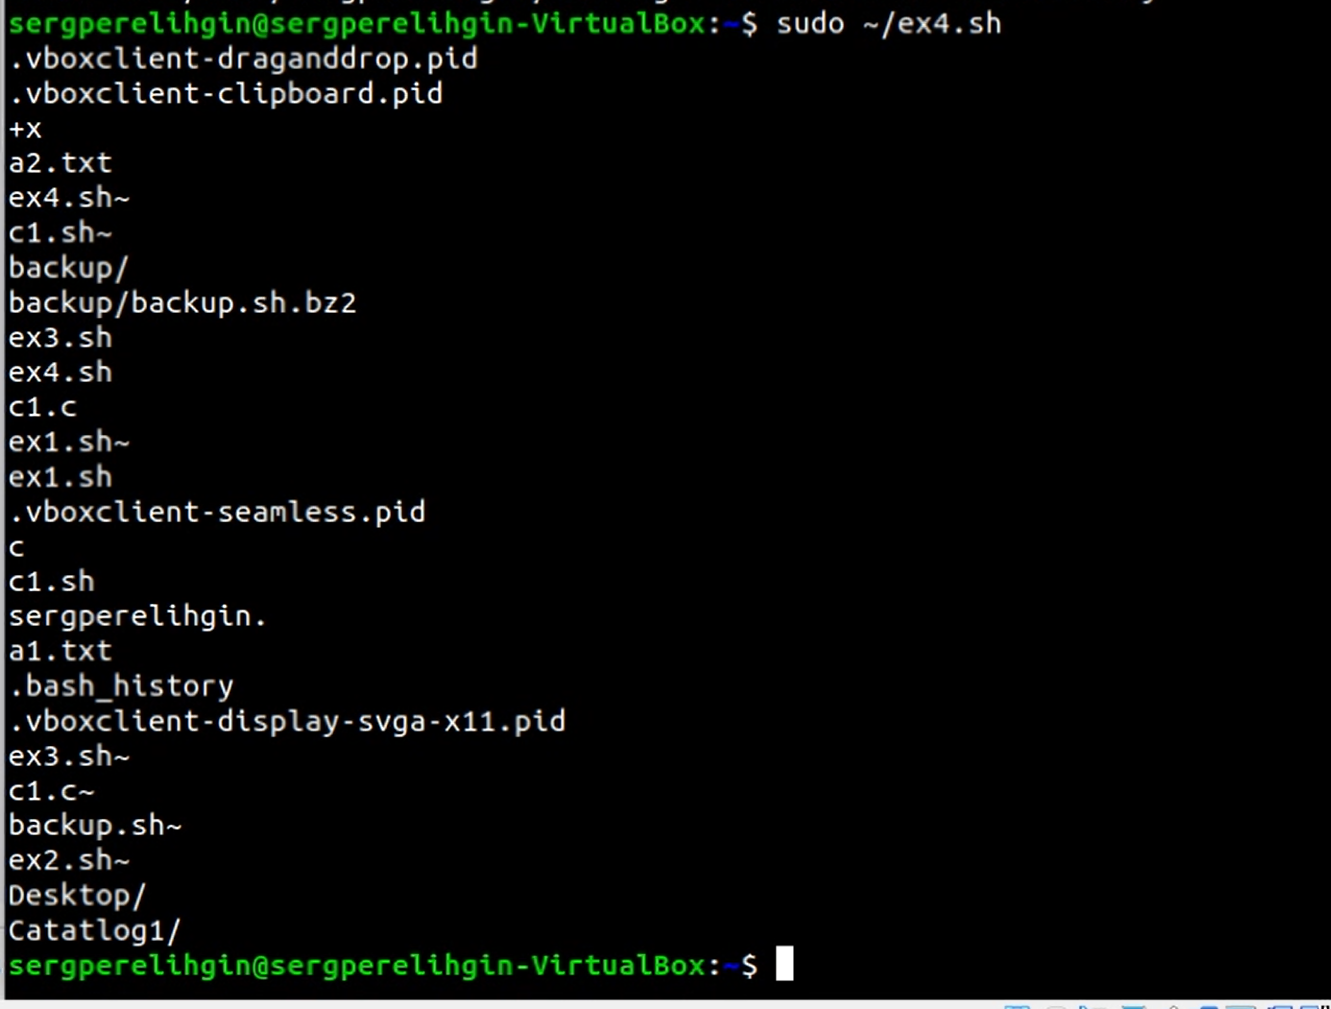 sergperelihgin@sergperelihgin-VirtualBox:~$ sudo ~/ex4.sh
.vboxclient-draganddrop.pid
.vboxclient-clipboard.pid
+x
a2.txt
ex4.sh~
c1.sh~
backup/
backup/backup.sh.bz2
ex3.sh
ex4.sh
c1.c
ex1.sh~
ex1.sh
.vboxclient-seamless.pid
c
c1.sh
sergperelihgin.
a1.txt
.bash_history
.vboxclient-display-svga-x11.pid
ex3.sh~
c1.c~
backup.sh~
ex2.sh~
Desktop/
Catatlog1/
sergperelihgin@sergperelihgin-VirtualBox:~$